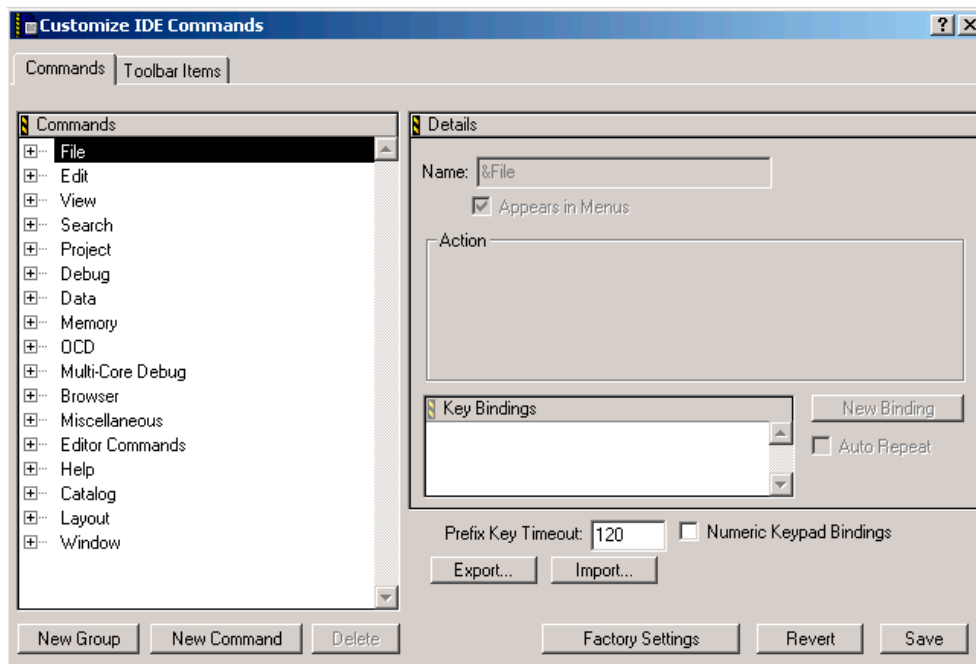 Customize IDE Commands
Commands
Toolbar Items
Commands
File
Edit
View
Search
Project
Debug
Data
Memory
OCD
Multi-Core Debug
Browser
Miscellaneous
Editor Commands
Help
Catalog
Layout
Window
Details
Name: &File
Appears in Menus
Action
Key Bindings
New Binding
Auto Repeat
Prefix Key Timeout: 120 Numeric Keypad Bindings
Export... Import...
New Group New Command Delete Factory Settings Revert Save